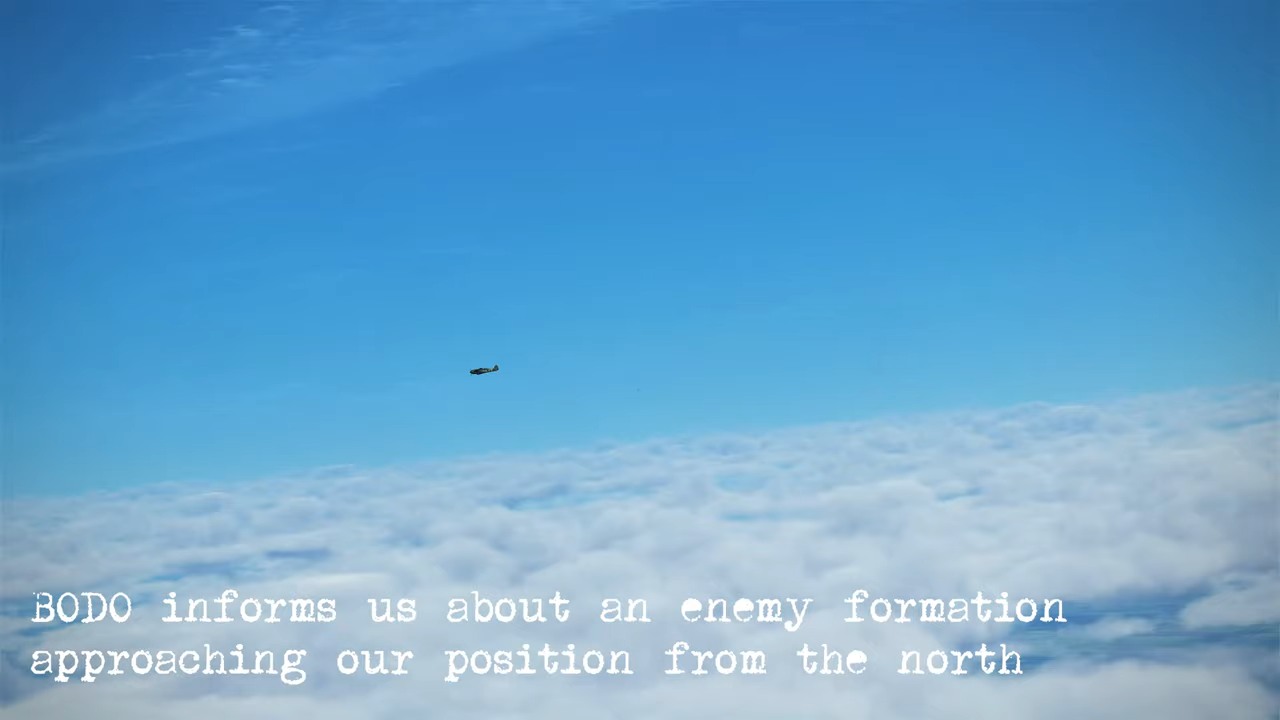 BODO informs us about an enemy formation
approaching our position from the north